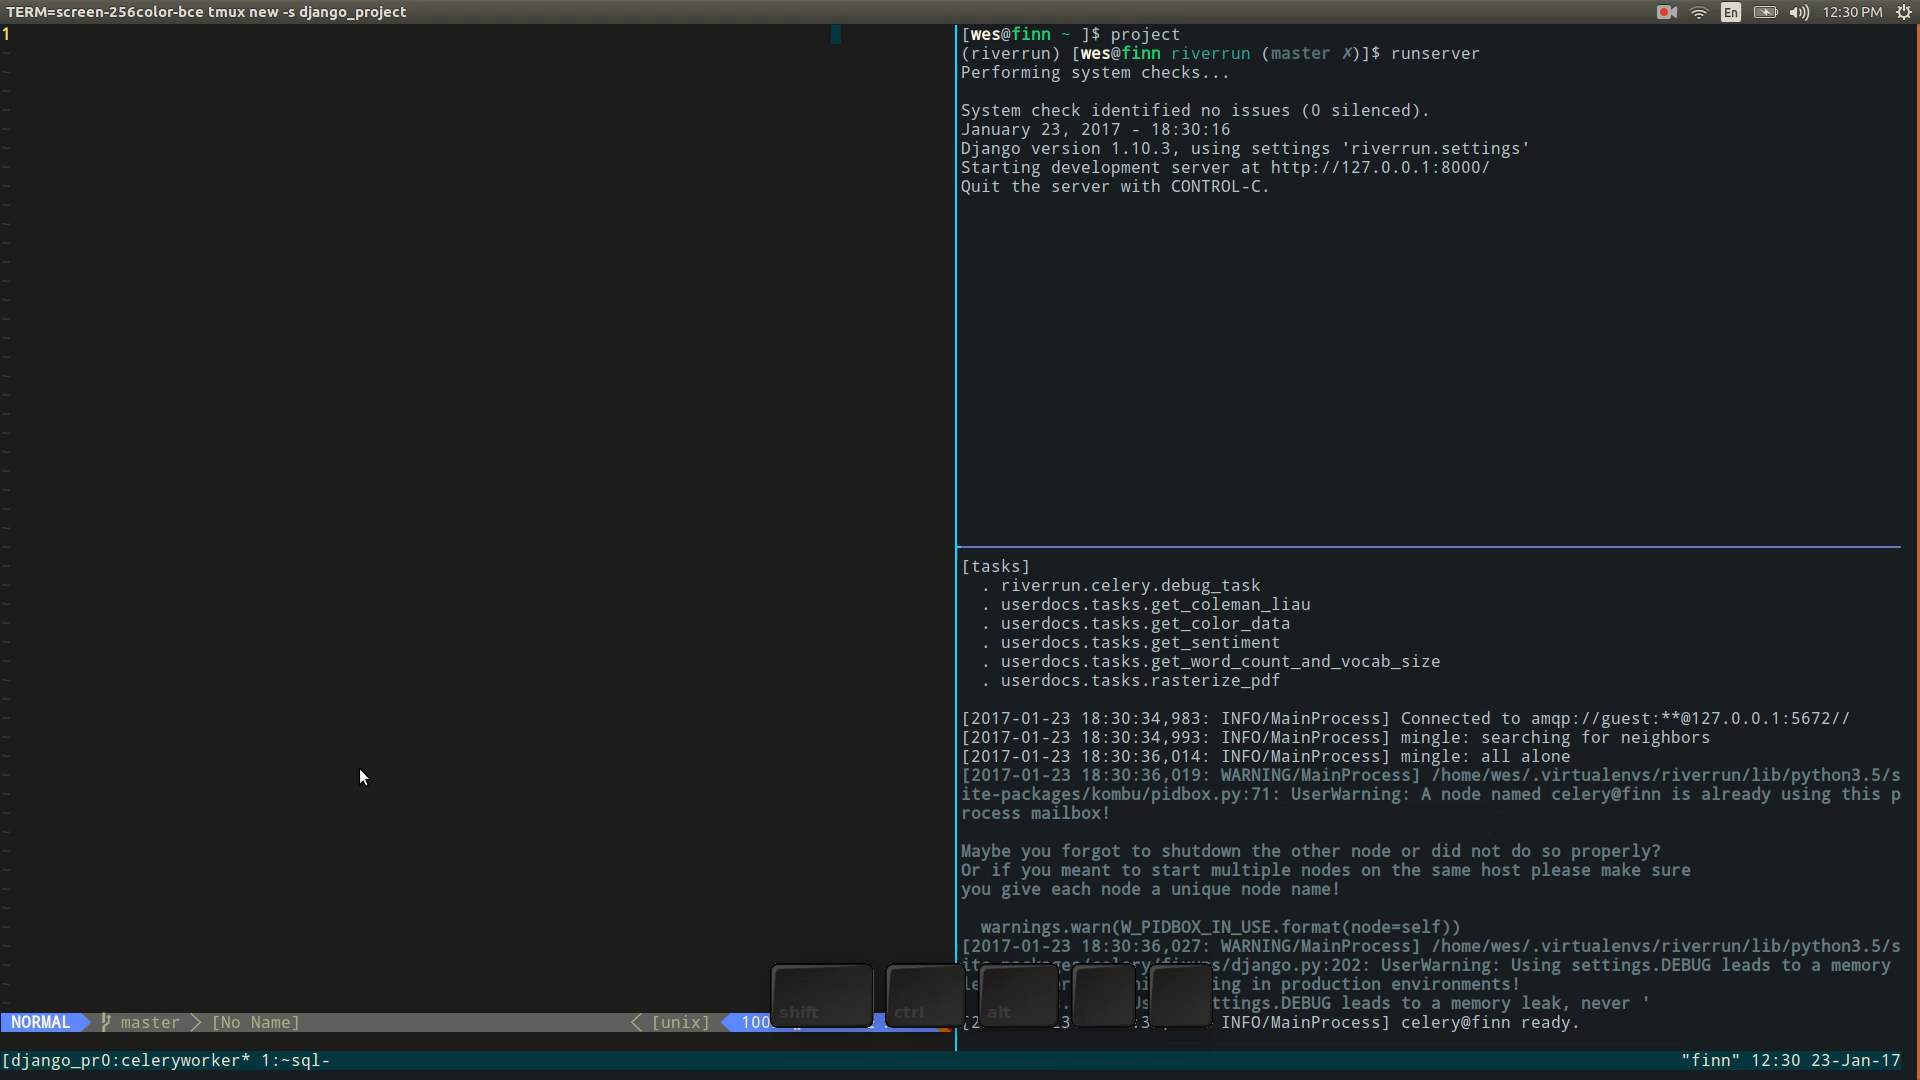 TERM=screen-256color-bce tmux new -s django_project
En
12:30 PM
1
~
[wes@finn ~ ]$ project
(riverrun) [wes@finn riverrun (master ✗)]$ runserver
Performing system checks...
System check identified no issues (0 silenced).
January 23, 2017 - 18:30:16
Django version 1.10.3, using settings 'riverrun.settings'
Starting development server at http://127.0.0.1:8000/
Quit the server with CONTROL-C.
[tasks]
. riverrun.celery.debug_task
. userdocs.tasks.get_coleman_liau
. userdocs.tasks.get_color_data
. userdocs.tasks.get_sentiment
. userdocs.tasks.get_word_count_and_vocab_size
. userdocs.tasks.rasterize_pdf
[2017-01-23 18:30:34,983: INFO/MainProcess] Connected to amqp://guest:**@127.0.0.1:5672//
[2017-01-23 18:30:34,993: INFO/MainProcess] mingle: searching for neighbors
[2017-01-23 18:30:36,014: INFO/MainProcess] mingle: all alone
[2017-01-23 18:30:36,019: WARNING/MainProcess] /home/wes/.virtualenvs/riverrun/lib/python3.5/s
ite-packages/kombu/pidbox.py:71: UserWarning: A node named celery@finn is already using this p
rocess mailbox!
Maybe you forgot to shutdown the other node or did not do so properly?
Or if you meant to start multiple nodes on the same host please make sure
you give each node a unique node name!
warnings.warn(W_PIDBOX_IN_USE.format(node=self))
[2017-01-23 18:30:36,027: WARNING/MainProcess] /home/wes/.virtualenvs/riverrun/lib/python3.5/s
s/django.py:202: UserWarning: Using settings.DEBUG leads to a memory
ing in production environments!
ttings.DEBUG leads to a memory leak, never '
INFO/MainProcess] celery@finn ready.
shift
ctrl
alt
NORMAL master [No Name] [unix] 100
[django_pr0:celeryworker* 1:~sql-
"finn" 12:30 23-Jan-17